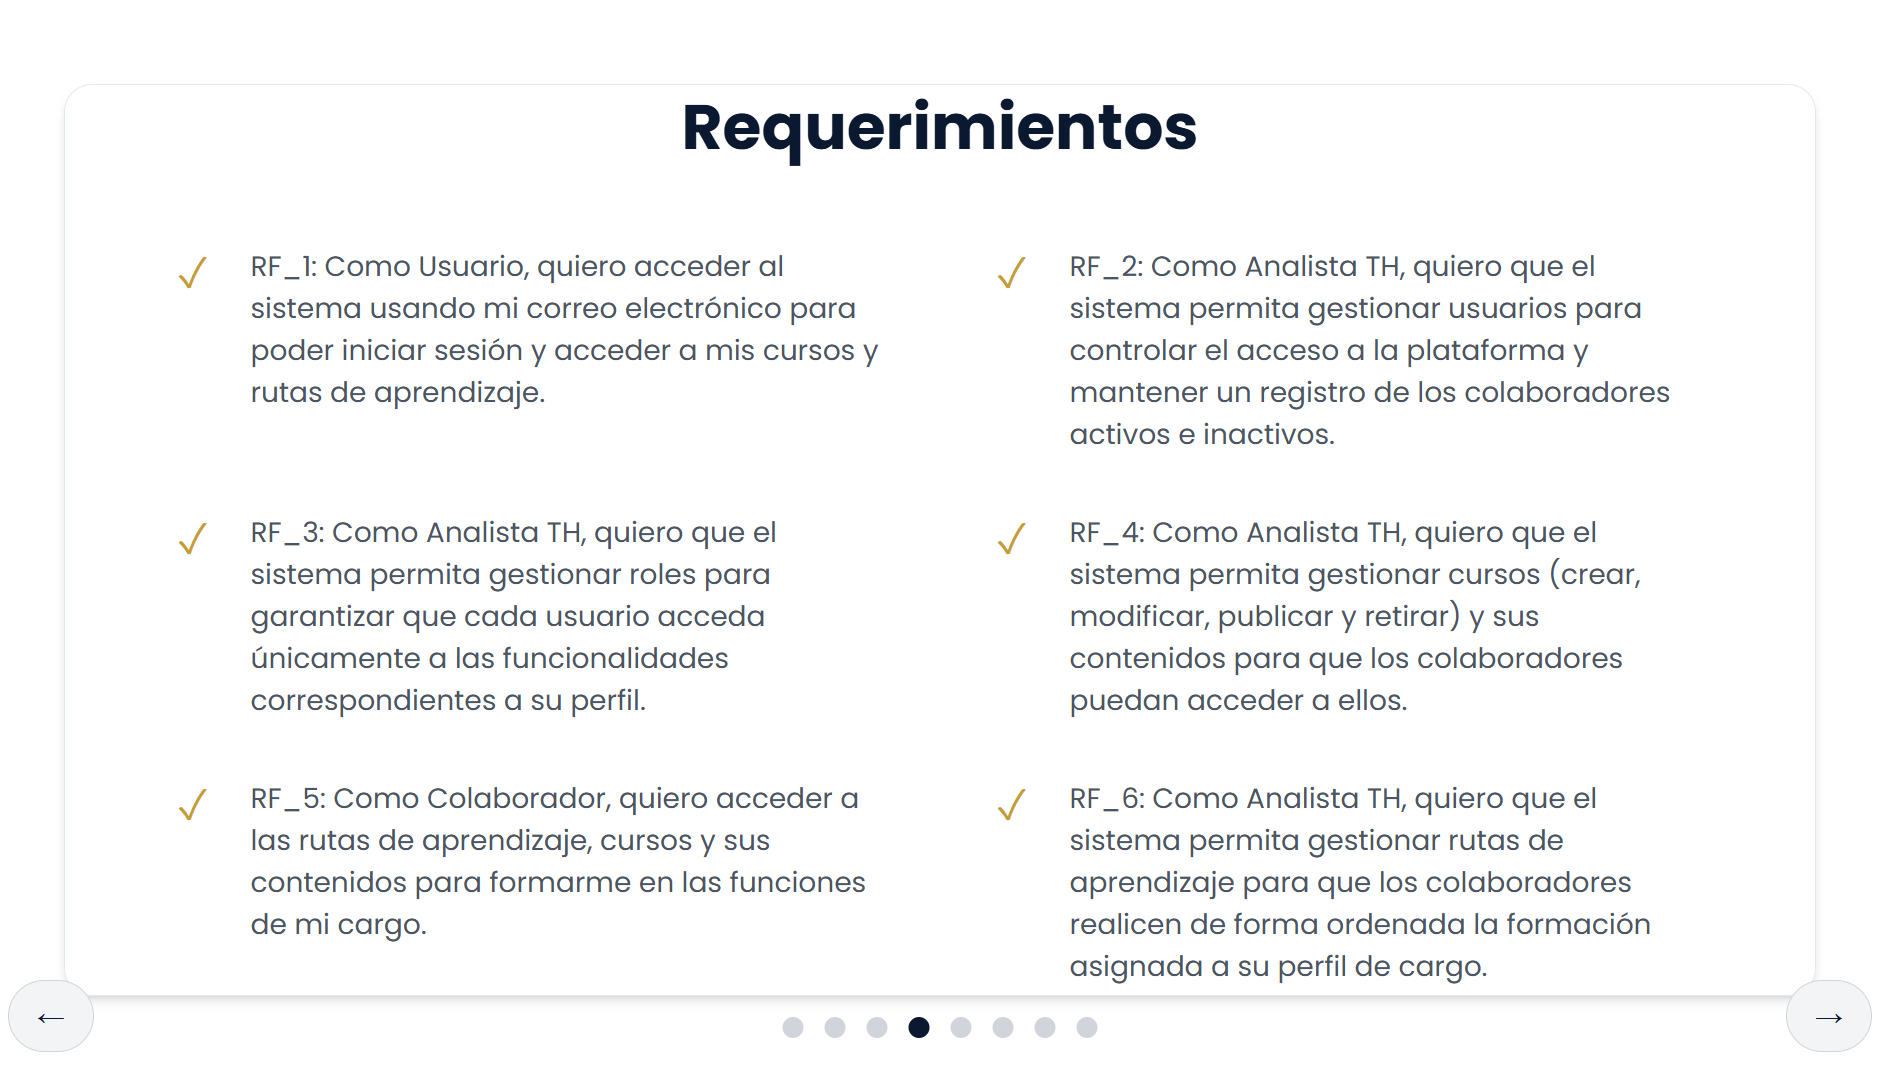 Requerimientos
RF_1: Como Usuario, quiero acceder al
sistema usando mi correo electrónico para
poder iniciar sesión y acceder a mis cursos y
rutas de aprendizaje.
RF_2: Como Analista TH, quiero que el
sistema permita gestionar usuarios para
controlar el acceso a la plataforma y
mantener un registro de los colaboradores
activos e inactivos.
RF_3: Como Analista TH, quiero que el
sistema permita gestionar roles para
garantizar que cada usuario acceda
únicamente a las funcionalidades
correspondientes a su perfil.
RF_4: Como Analista TH, quiero que el
sistema permita gestionar cursos (crear,
modificar, publicar y retirar) y sus
contenidos para que los colaboradores
puedan acceder a ellos.
RF_5: Como Colaborador, quiero acceder a
las rutas de aprendizaje, cursos y sus
contenidos para formarme en las funciones
de mi cargo.
RF_6: Como Analista TH, quiero que el
sistema permita gestionar rutas de
aprendizaje para que los colaboradores
realicen de forma ordenada la formación
asignada a su perfil de cargo.